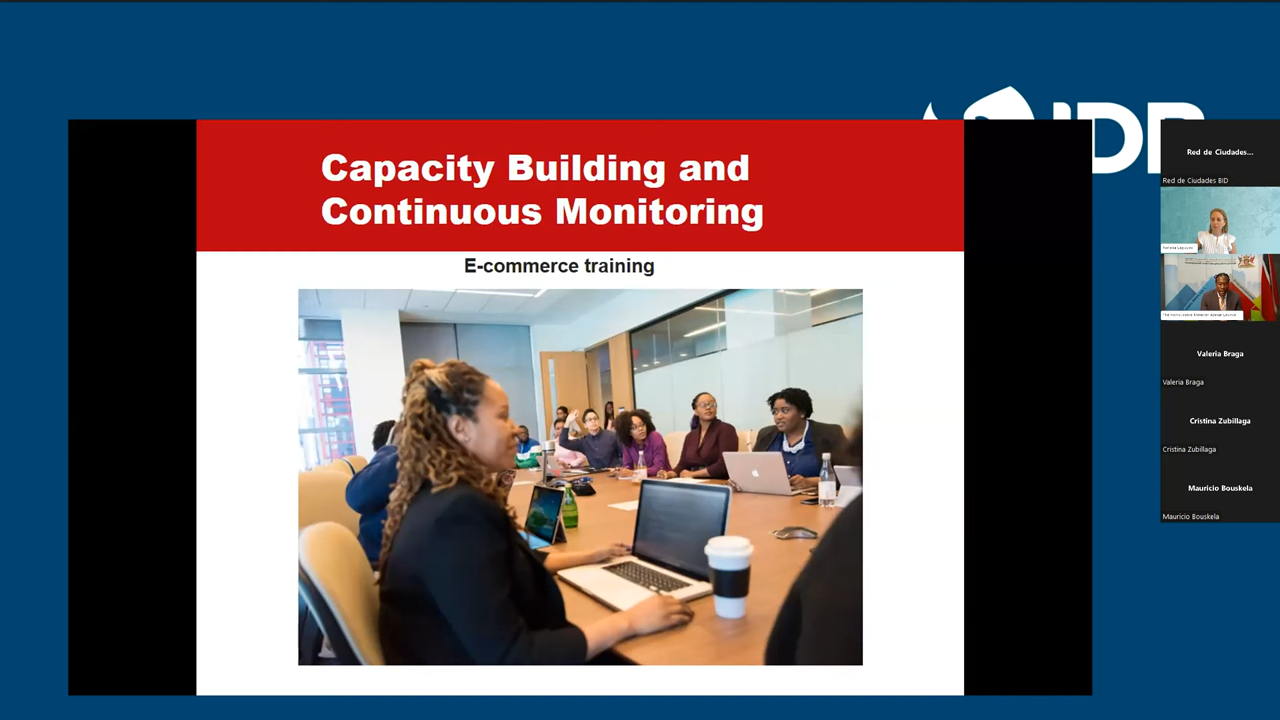 IDB
Capacity Building and
Continuous Monitoring
E-commerce training
Red de Ciudades...
Red de Ciudades BID
Valeria Braga
Valeria Braga
Cristina Zubillaga
Cristina Zubillaga
Mauricio Bouskela
Mauricio Bouskela